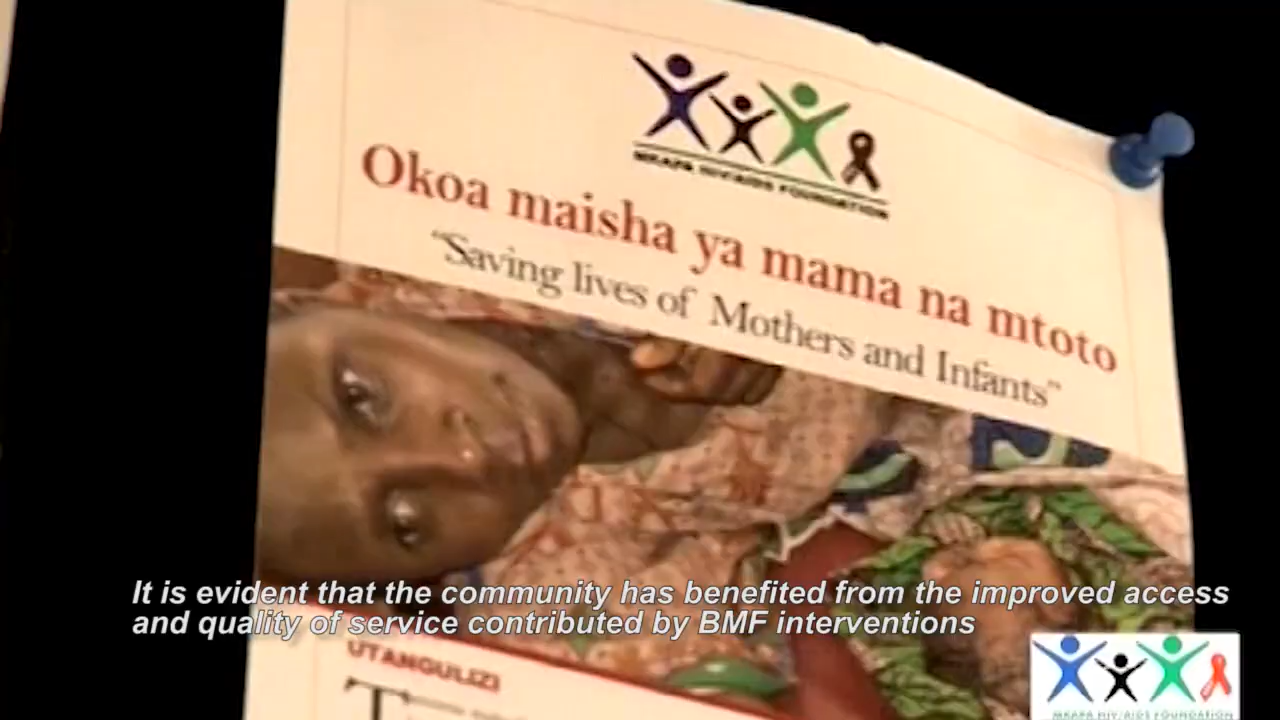 MKAPA HIV/AIDS FOUNDATION
Okoa maisha ya mama na mtoto
“Saving lives of Mothers and Infants”
It is evident that the community has benefited from the improved access
and quality of service contributed by BMF interventions
UTANGULIZI
MKAPA HIV/AIDS FOUNDATION